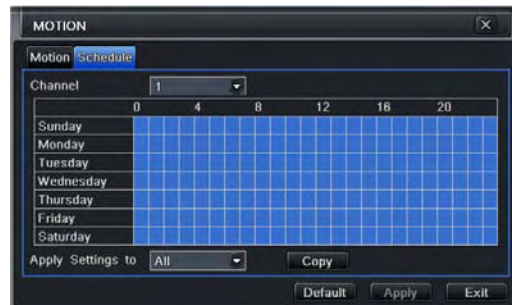 MOTION
Motion Schedule
Channel 1
0 4 8 12 16 20
Sunday
Monday
Tuesday
Wednesday
Thursday
Friday
Saturday
Apply Settings to All Copy
Default Apply Exit